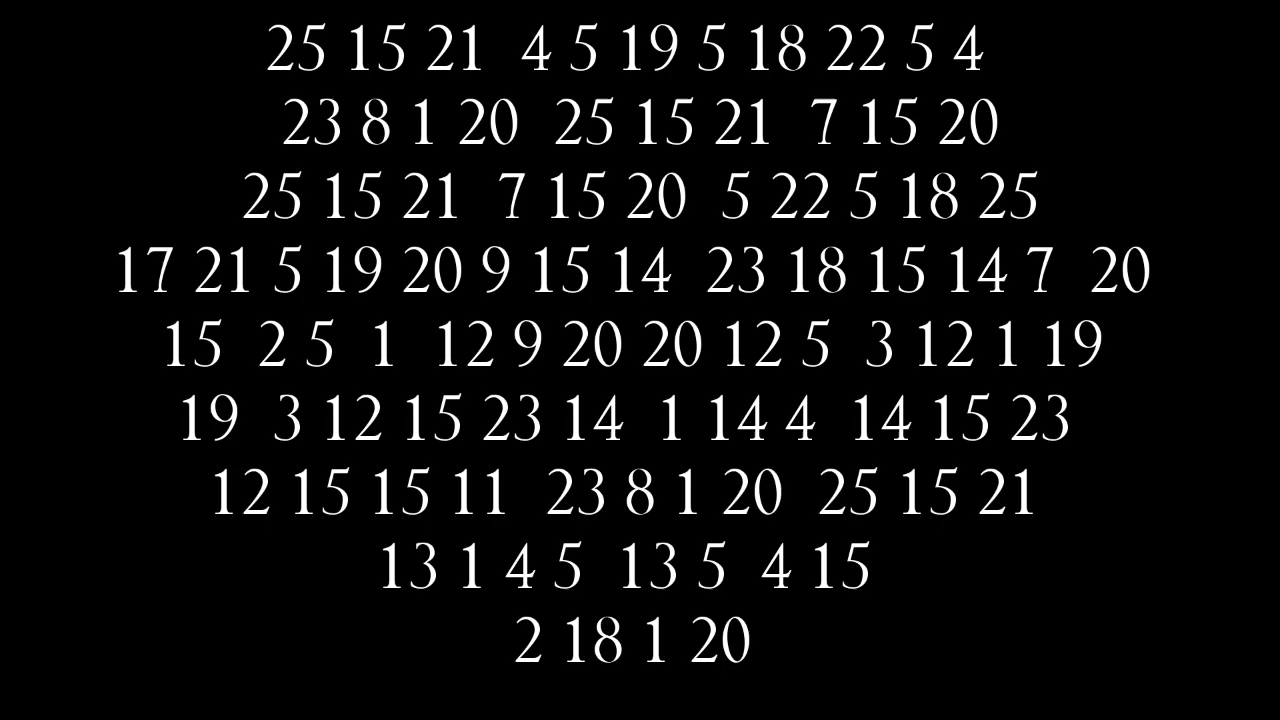 25 15 21 4 5 19 5 18 22 5 4
23 8 1 20 25 15 21 7 15 20
25 15 21 7 15 20 5 22 5 18 25
17 21 5 19 20 9 15 14 23 18 15 14 7 20
15 2 5 1 12 9 20 20 12 5 3 12 1 19
19 3 12 15 23 14 1 14 4 14 15 23
12 15 15 11 23 8 1 20 25 15 21
13 1 4 5 13 5 4 15
2 18 1 20